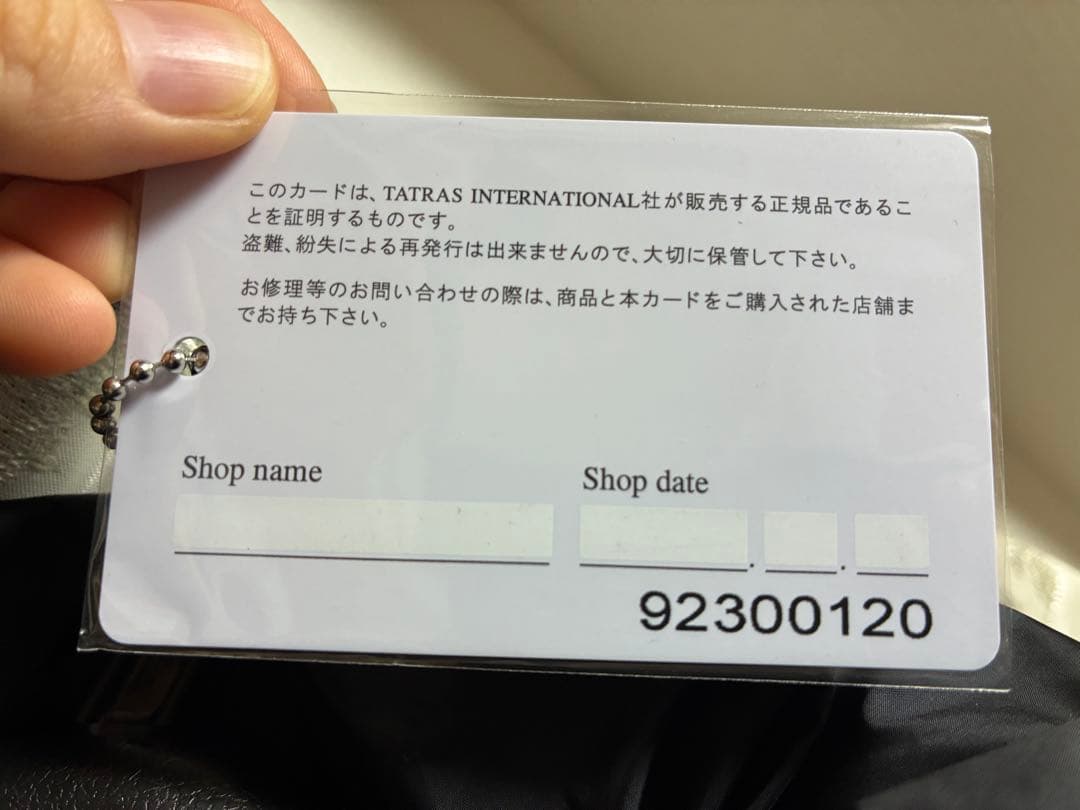 このカードは、TATRAS INTERNATIONAL社が販売する正規品であるこ
とを証明するものです。
盗難、紛失による再発行は出来ませんので、大切に保管して下さい。
お修理等のお問い合わせの際は、商品と本カードをご購入された店舗ま
でお持ち下さい。
Shop name
Shop date
. .
92300120